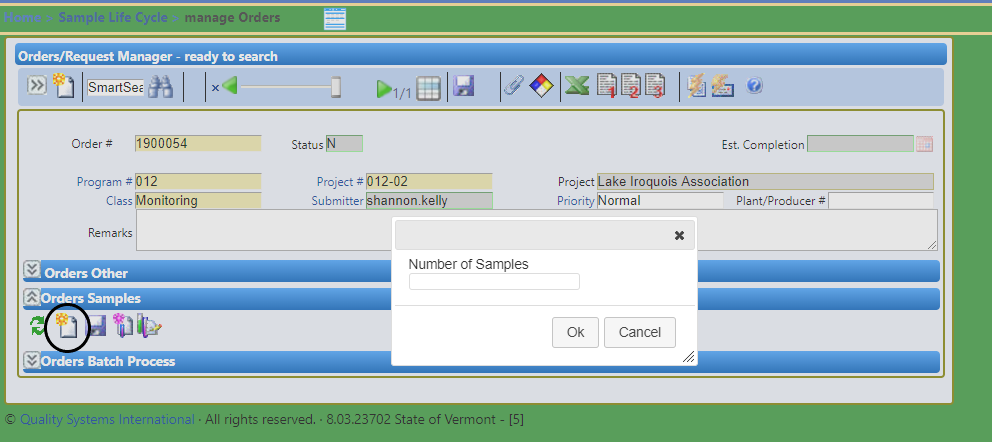 Home > Sample Life Cycle > manage Orders
Orders/Request Manager - ready to search
SmartSea
x
1/1
1 2 3
Order # 1900054 Status N Est. Completion
Program # 012 Project # 012-02 Project Lake Iroquois Association
Class Monitoring Submitter shannon.kelly Priority Normal Plant/Producer #
Remarks
Number of Samples
Ok Cancel
Orders Other
Orders Samples
Orders Batch Process
© Quality Systems International · All rights reserved. · 8.03.23702 State of Vermont - [5]